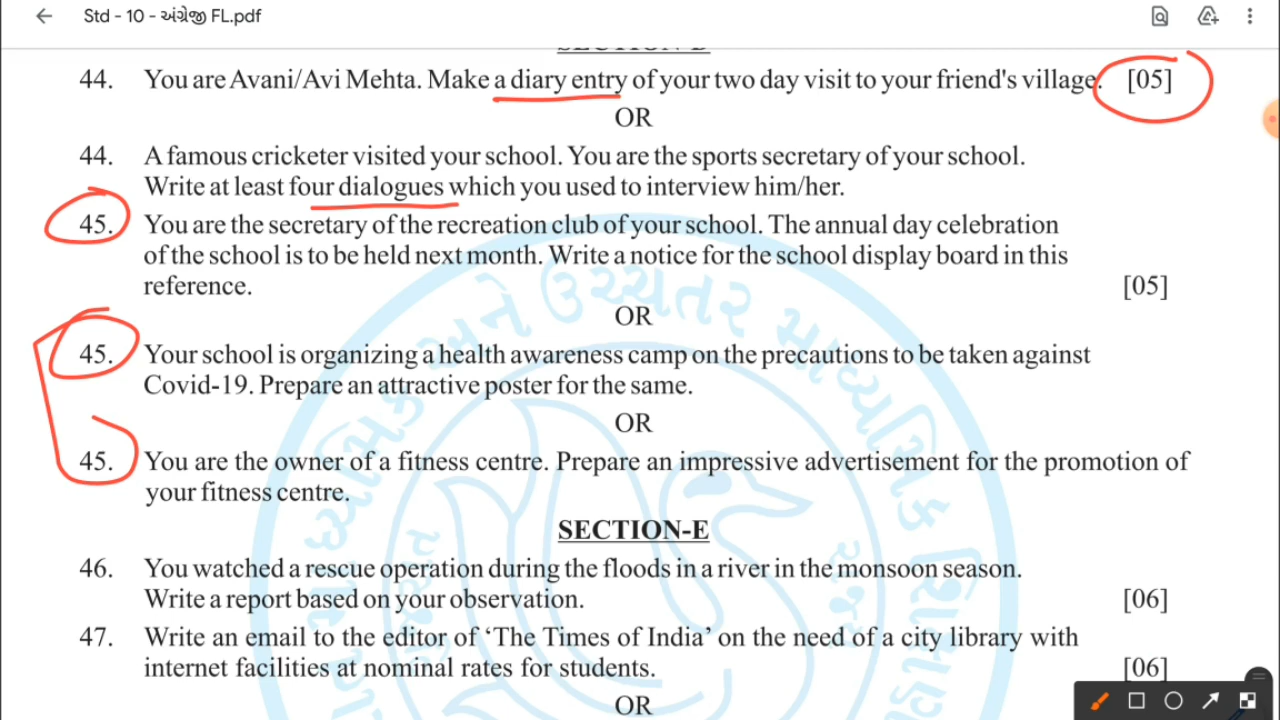 Std - 10 - અંગ્રેજી FL.pdf
44. You are Avani/Avi Mehta. Make a diary entry of your two day visit to your friend's village. [05]
OR
44. A famous cricketer visited your school. You are the sports secretary of your school.
Write at least four dialogues which you used to interview him/her.
45. You are the secretary of the recreation club of your school. The annual day celebration
of the school is to be held next month. Write a notice for the school display board in this
reference. [05]
OR
45. Your school is organizing a health awareness camp on the precautions to be taken against
Covid-19. Prepare an attractive poster for the same.
OR
45. You are the owner of a fitness centre. Prepare an impressive advertisement for the promotion of
your fitness centre.
SECTION-E
46. You watched a rescue operation during the floods in a river in the monsoon season.
Write a report based on your observation. [06]
47. Write an email to the editor of ‘The Times of India’ on the need of a city library with
internet facilities at nominal rates for students. [06]
OR